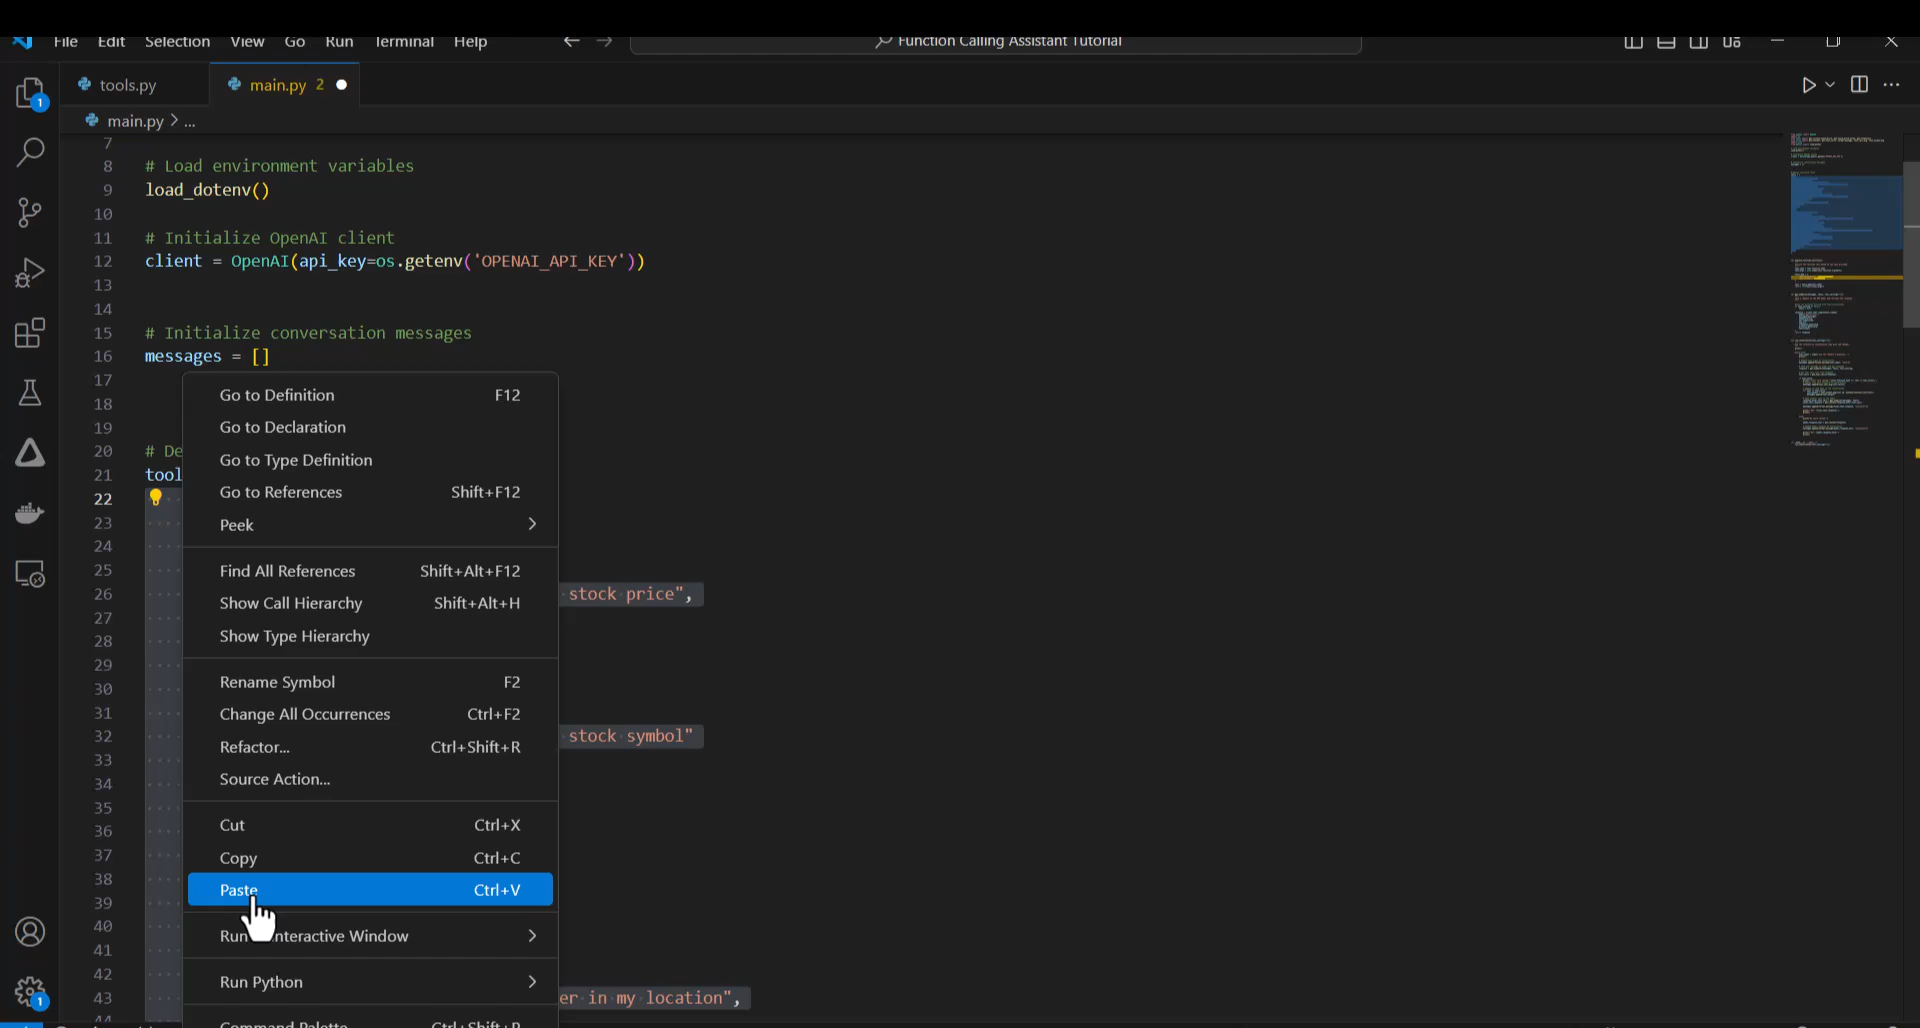 File Edit Selection View Go Run Terminal Help Function Calling Assistant Tutorial
1 tools.py main.py 2
main.py > ...
7
8 # Load environment variables
9 load_dotenv()
10
11 # Initialize OpenAI client
12 client = OpenAI(api_key=os.getenv('OPENAI_API_KEY'))
13
14
15 # Initialize conversation messages
16 messages = []
17
Go to Definition F12
18
Go to Declaration
19
20 # De
Go to Type Definition
21 tool
Go to References Shift+F12
22
23
Peek
24
25
Find All References Shift+Alt+F12
26 stock price",
Show Call Hierarchy Shift+Alt+H
27
28
Show Type Hierarchy
29
30
Rename Symbol F2
31
Change All Occurrences Ctrl+F2
32 stock symbol"
Refactor... Ctrl+Shift+R
33
34
Source Action...
35
36
Cut Ctrl+X
37
Copy Ctrl+C
38
Paste Ctrl+V
39
40
Run Interactive Window
41
42
Run Python
43 er in my location",
1
44
Command Palette... Ctrl+Shift+P